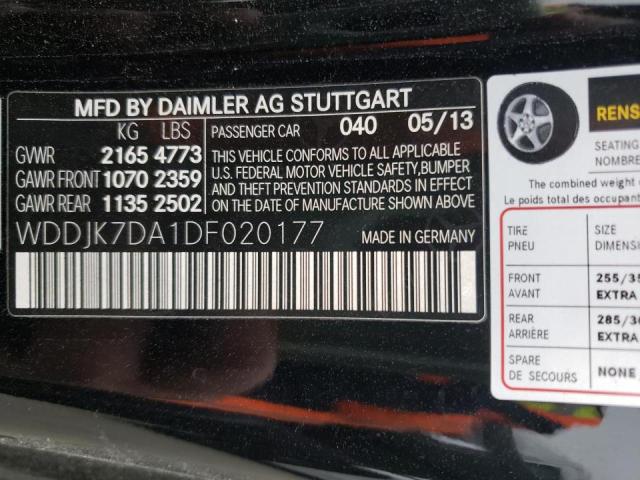 MFD BY DAIMLER AG STUTTGART
KG LBS PASSENGER CAR 040 05/13
GVWR 2165 4773
GAWR FRONT 1070 2359
GAWR REAR 1135 2502
THIS VEHICLE CONFORMS TO ALL APPLICABLE
U.S. FEDERAL MOTOR VEHICLE SAFETY, BUMPER
AND THEFT PREVENTION STANDARDS IN EFFECT
ON THE DATE OF MANUFACTURE SHOWN ABOVE
WDDJK7DA1DF020177 MADE IN GERMANY
RENS
SEATING
NOMBRE
The combined weight
Le poids total des occupant
TIRE SIZE
PNEU DIMENSI
FRONT 255/35
AVANT EXTRA
REAR 285/30
ARRIÈRE EXTRA
SPARE NONE
DE SECOURS